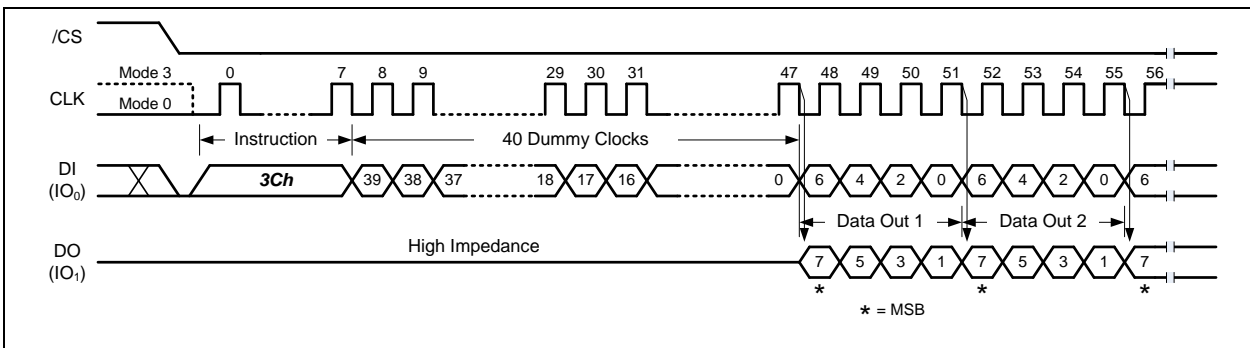 /CS
Mode 3 0 7 8 9 29 30 31 47 48 49 50 51 52 53 54 55 56
CLK
Mode 0
Instruction 40 Dummy Clocks
DI
(IO₀)
3Ch 39 38 37 18 17 16 0 6 4 2 0 6 4 2 0 6
Data Out 1 Data Out 2
DO
(IO₁)
High Impedance
7 5 3 1 7 5 3 1 7
* * *
* = MSB